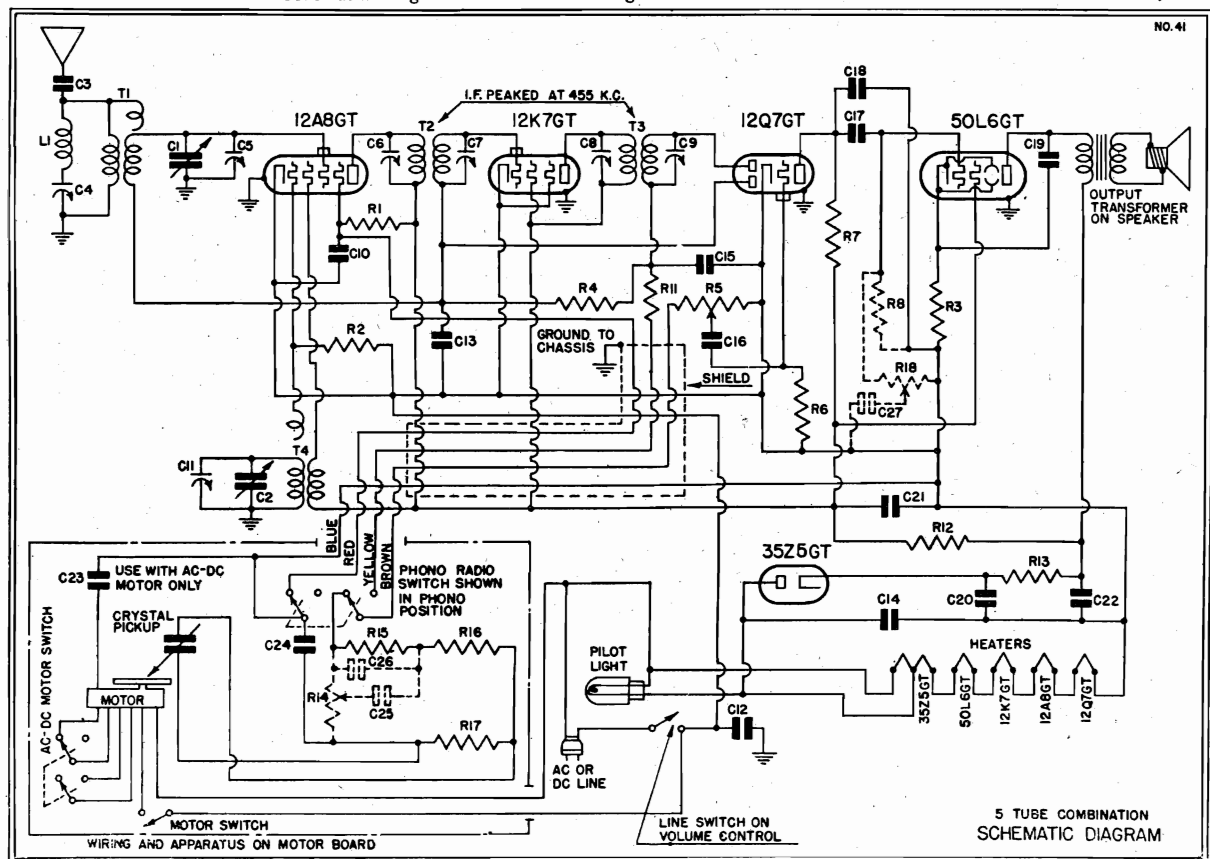 NO. 41
C3
T1
I.F. PEAKED AT 455 K.C.
C18
12A8GT
T2
12K7GT
T3
12Q7GT
C17
50L6GT
L1
C1
C5
C6
C7
C8
C9
C19
C4
OUTPUT
TRANSFORMER
ON SPEAKER
R1
R7
C10
C15
R4
R11
R5
R8
R3
R2
C13
GROUND TO
CHASSIS
C16
SHIELD
R18
R6
C27
T4
C11
C2
C21
BLUE
RED
YELLOW
BROWN
R12
35Z5GT
C23
USE WITH AC-DC
MOTOR ONLY
PHONO RADIO
SWITCH SHOWN
IN PHONO
POSITION
R13
CRYSTAL
PICKUP
C14
C20
C22
C24
R15
R16
PILOT
LIGHT
HEATERS
C26
R14
C25
35Z5GT
50L6GT
12K7GT
12A8GT
12Q7GT
AC-DC MOTOR SWITCH
MOTOR
R17
C12
AC OR
DC LINE
MOTOR SWITCH
WIRING AND APPARATUS ON MOTOR BOARD
LINE SWITCH ON
VOLUME CONTROL
5 TUBE COMBINATION
SCHEMATIC DIAGRAM